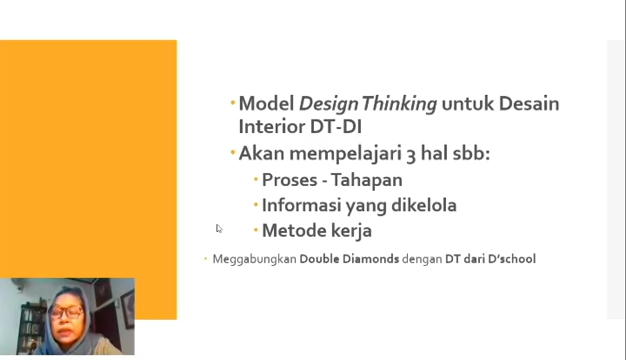 Model Design Thinking untuk Desain
Interior DT-DI
Akan mempelajari 3 hal sbb:
Proses - Tahapan
Informasi yang dikelola
Metode kerja
Meggabungkan Double Diamonds dengan DT dari D'school